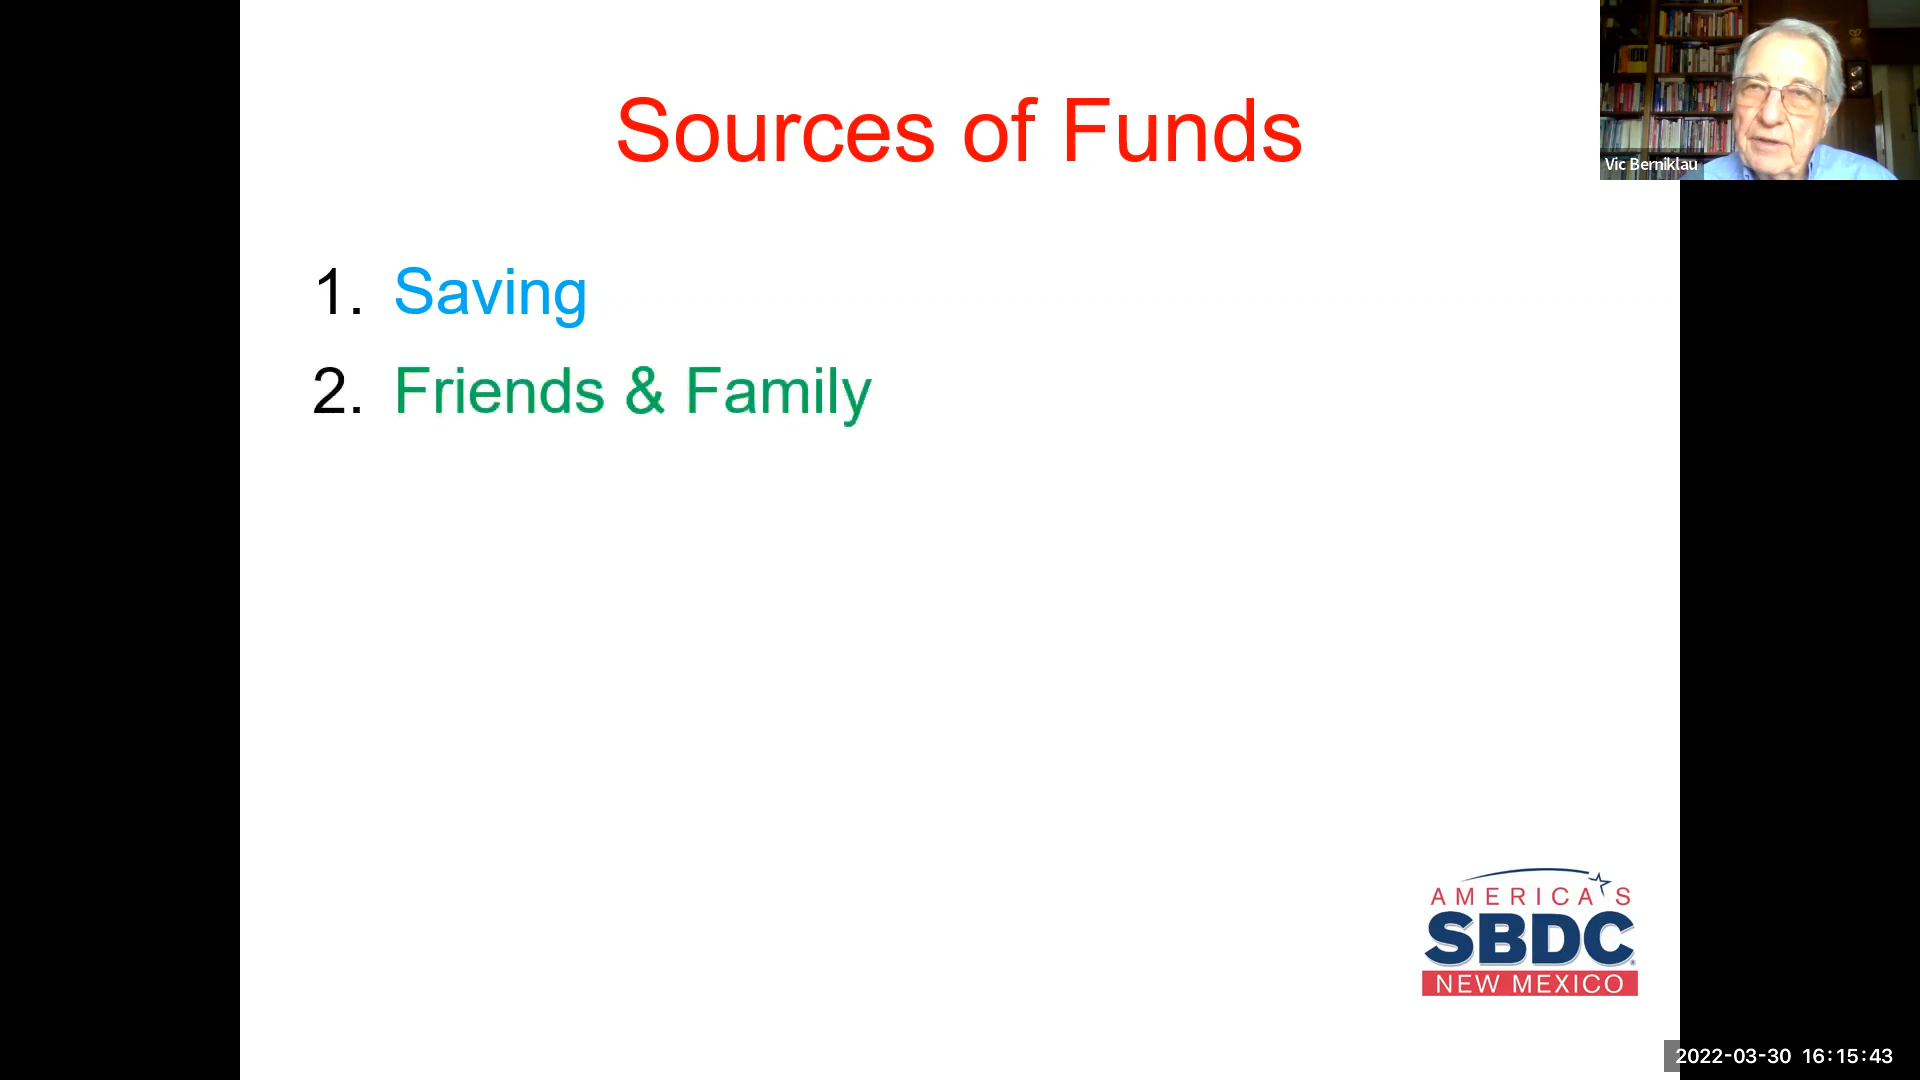 Sources of Funds
Vic Berniklau
1. Saving
2. Friends & Family
AMERICA'S
SBDC
NEW MEXICO
2022-03-30 16:15:43